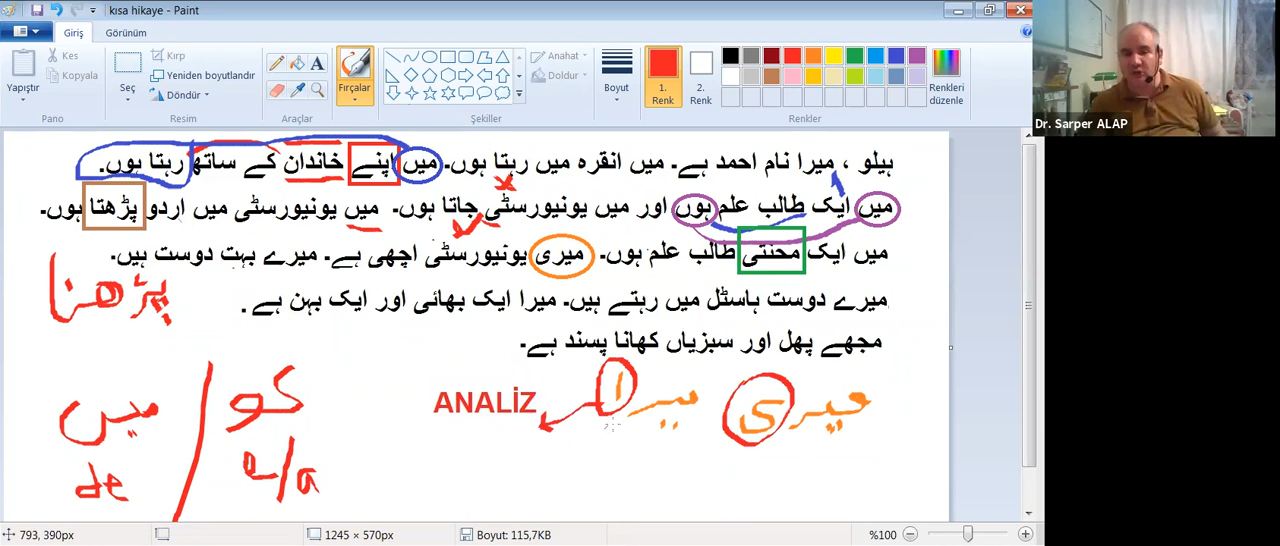 kısa hikaye - Paint
Giriş Görünüm
Yapıştır Kes Kopyala
Seç Kırp Yeniden boyutlandır Döndür
Fırçalar
Anahat Doldur
Boyut
1. Renk
2. Renk
Renkleri düzenle
Pano Araçlar Şekiller Renkler
Dr. Sarper ALAP
ہیلو ، میرا نام احمد ہے۔ میں انقرہ میں رہتا ہوں۔ میں اپنے خاندان کے ساتھ رہتا ہوں۔
میں ایک طالب علم ہوں اور میں یونیورسٹی جاتا ہوں۔ میں یونیورسٹی میں اردو پڑھتا ہوں۔
میں ایک محنتی طالب علم ہوں۔ میری یونیورسٹی اچھی ہے۔ میرے بہت دوست ہیں۔
میرے دوست ہاسٹل میں رہتے ہیں۔ میرا ایک بھائی اور ایک بہن ہے .
مجھے پھل اور سبزیاں کھانا پسند ہے۔
پڑھنا
میری میرا
ANALİZ
کو / میں
e/a
de
793, 390px
1245 × 570px
Boyut: 115,7KB
%100